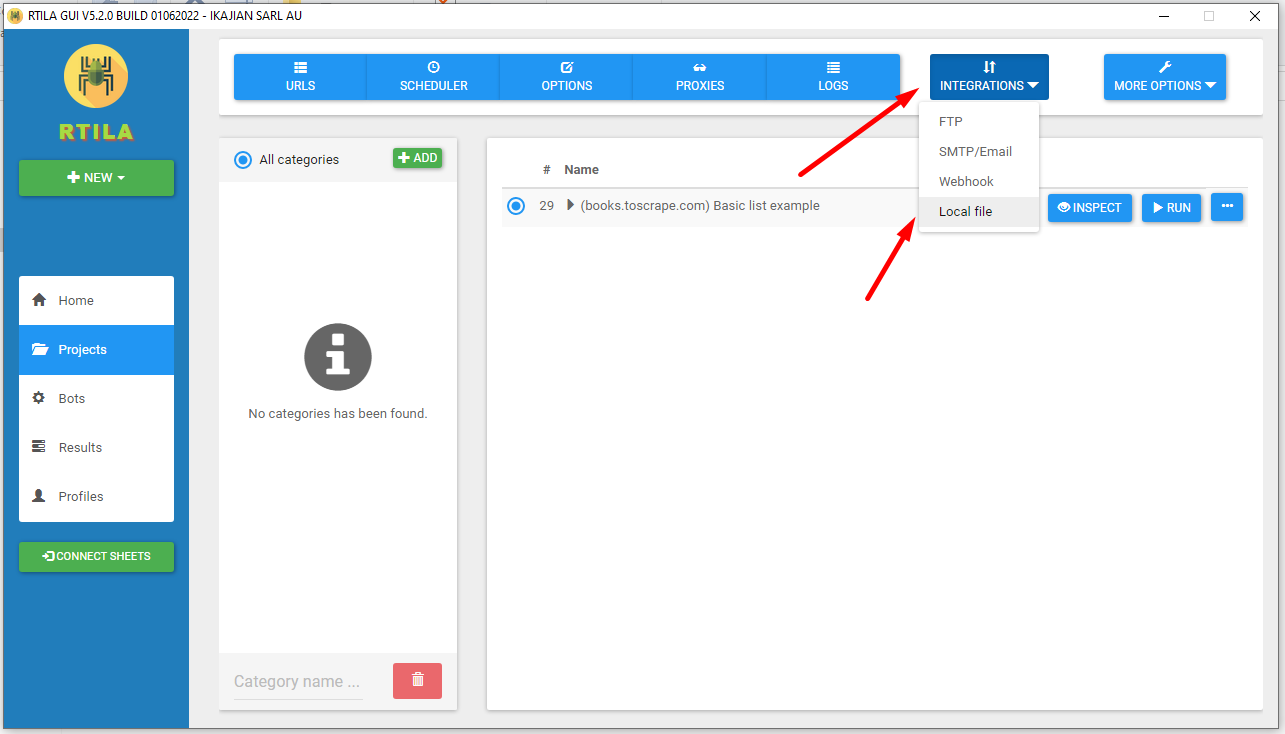 RTILA GUI V5.2.0 BUILD 01062022 - IKAJIAN SARL AU
RTILA
NEW
Home
Projects
Bots
Results
Profiles
CONNECT SHEETS
URLS
SCHEDULER
OPTIONS
PROXIES
LOGS
INTEGRATIONS
MORE OPTIONS
FTP
SMTP/Email
Webhook
Local file
All categories
ADD
No categories has been found.
Category name ...
# Name
29 (books.toscrape.com) Basic list example
INSPECT
RUN